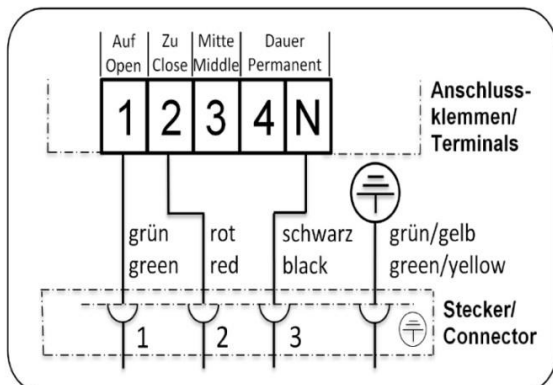 Auf Zu Mitte Dauer
Open Close Middle Permanent
1 2 3 4 N
Anschluss-
klemmen/
Terminals
grün rot schwarz grün/gelb
green red black green/yellow
1 2 3
Stecker/
Connector